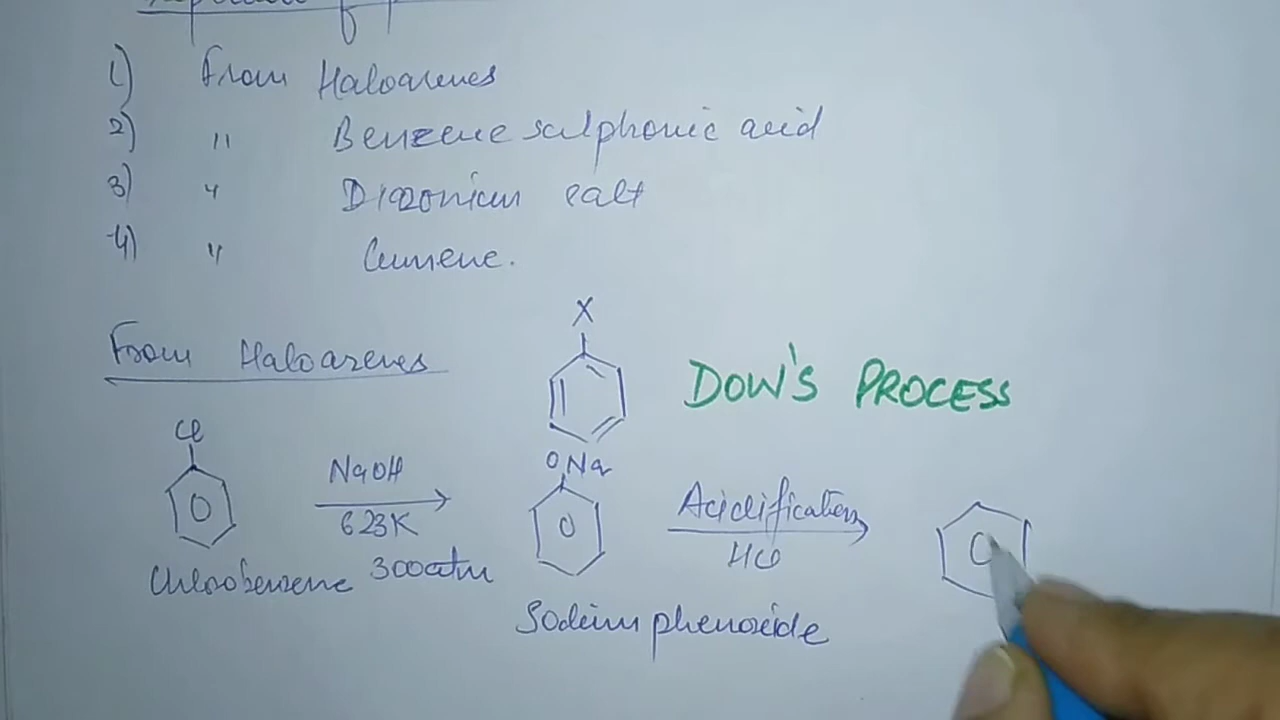 1) From Haloarenes
2) " Benzene sulphonic acid
3) " Diazonium salt
4) " Cumene.
X
From Haloarenes
DOW'S PROCESS
Cl
NaOH
623K
300atm
Chlorobenzene
ONa
Sodium phenoxide
Acidification
HCl